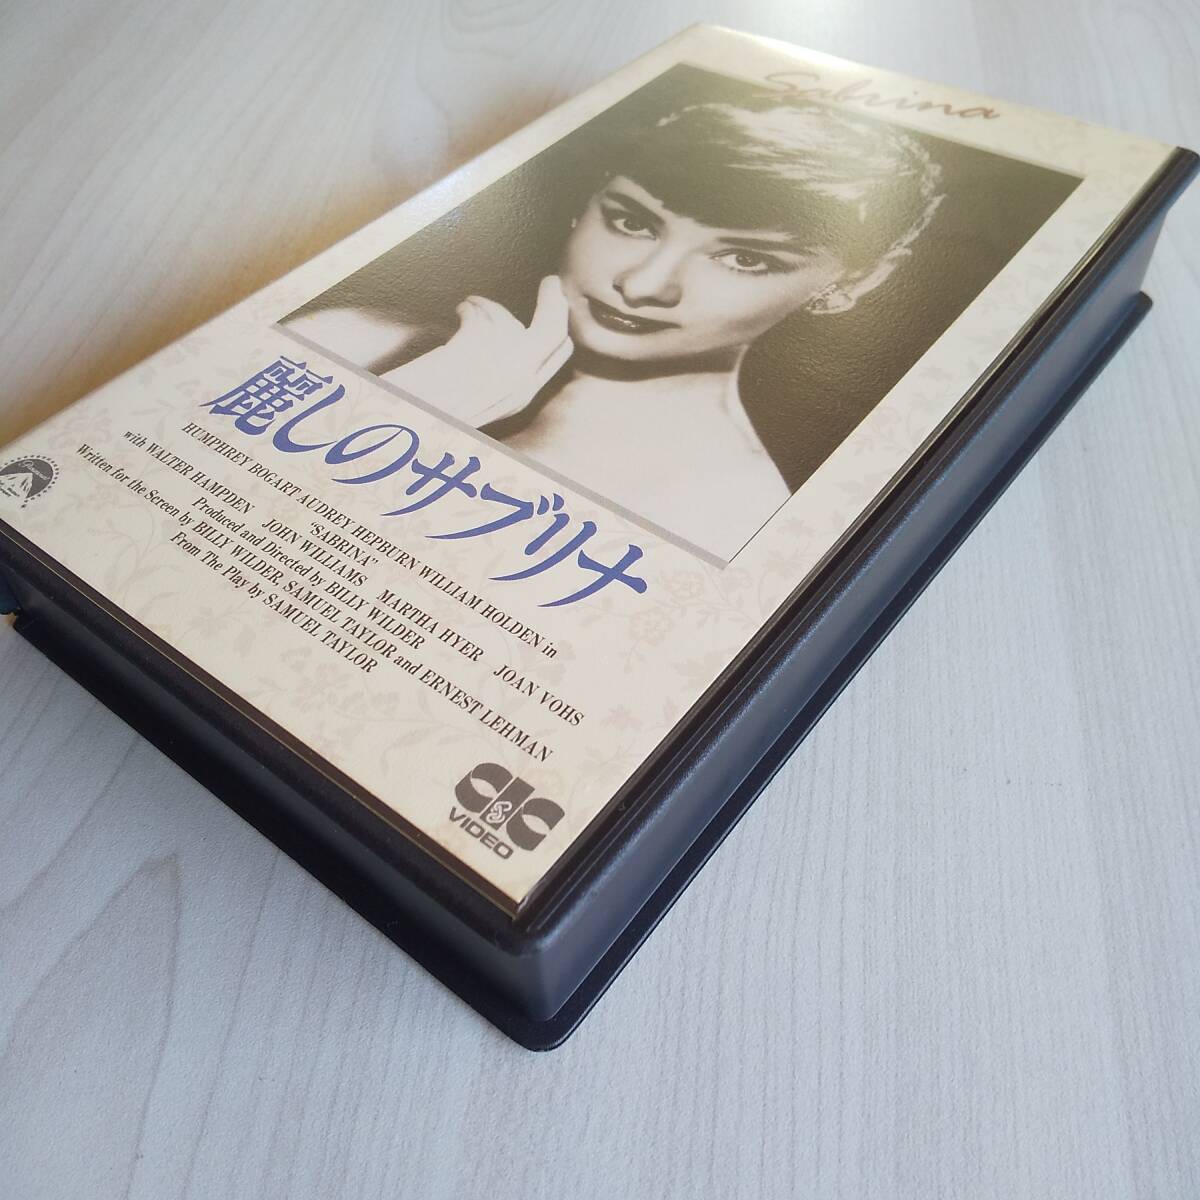 Sabrina
麗しのサブリナ
HUMPHREY BOGART AUDREY HEPBURN WILLIAM HOLDEN in
"SABRINA"
with WALTER HAMPDEN JOHN WILLIAMS MARTHA HYER JOAN VOHS
Produced and Directed by BILLY WILDER
Written for the Screen by BILLY WILDER, SAMUEL TAYLOR and ERNEST LEHMAN
From The Play by SAMUEL TAYLOR
Paramount
CIC
VIDEO